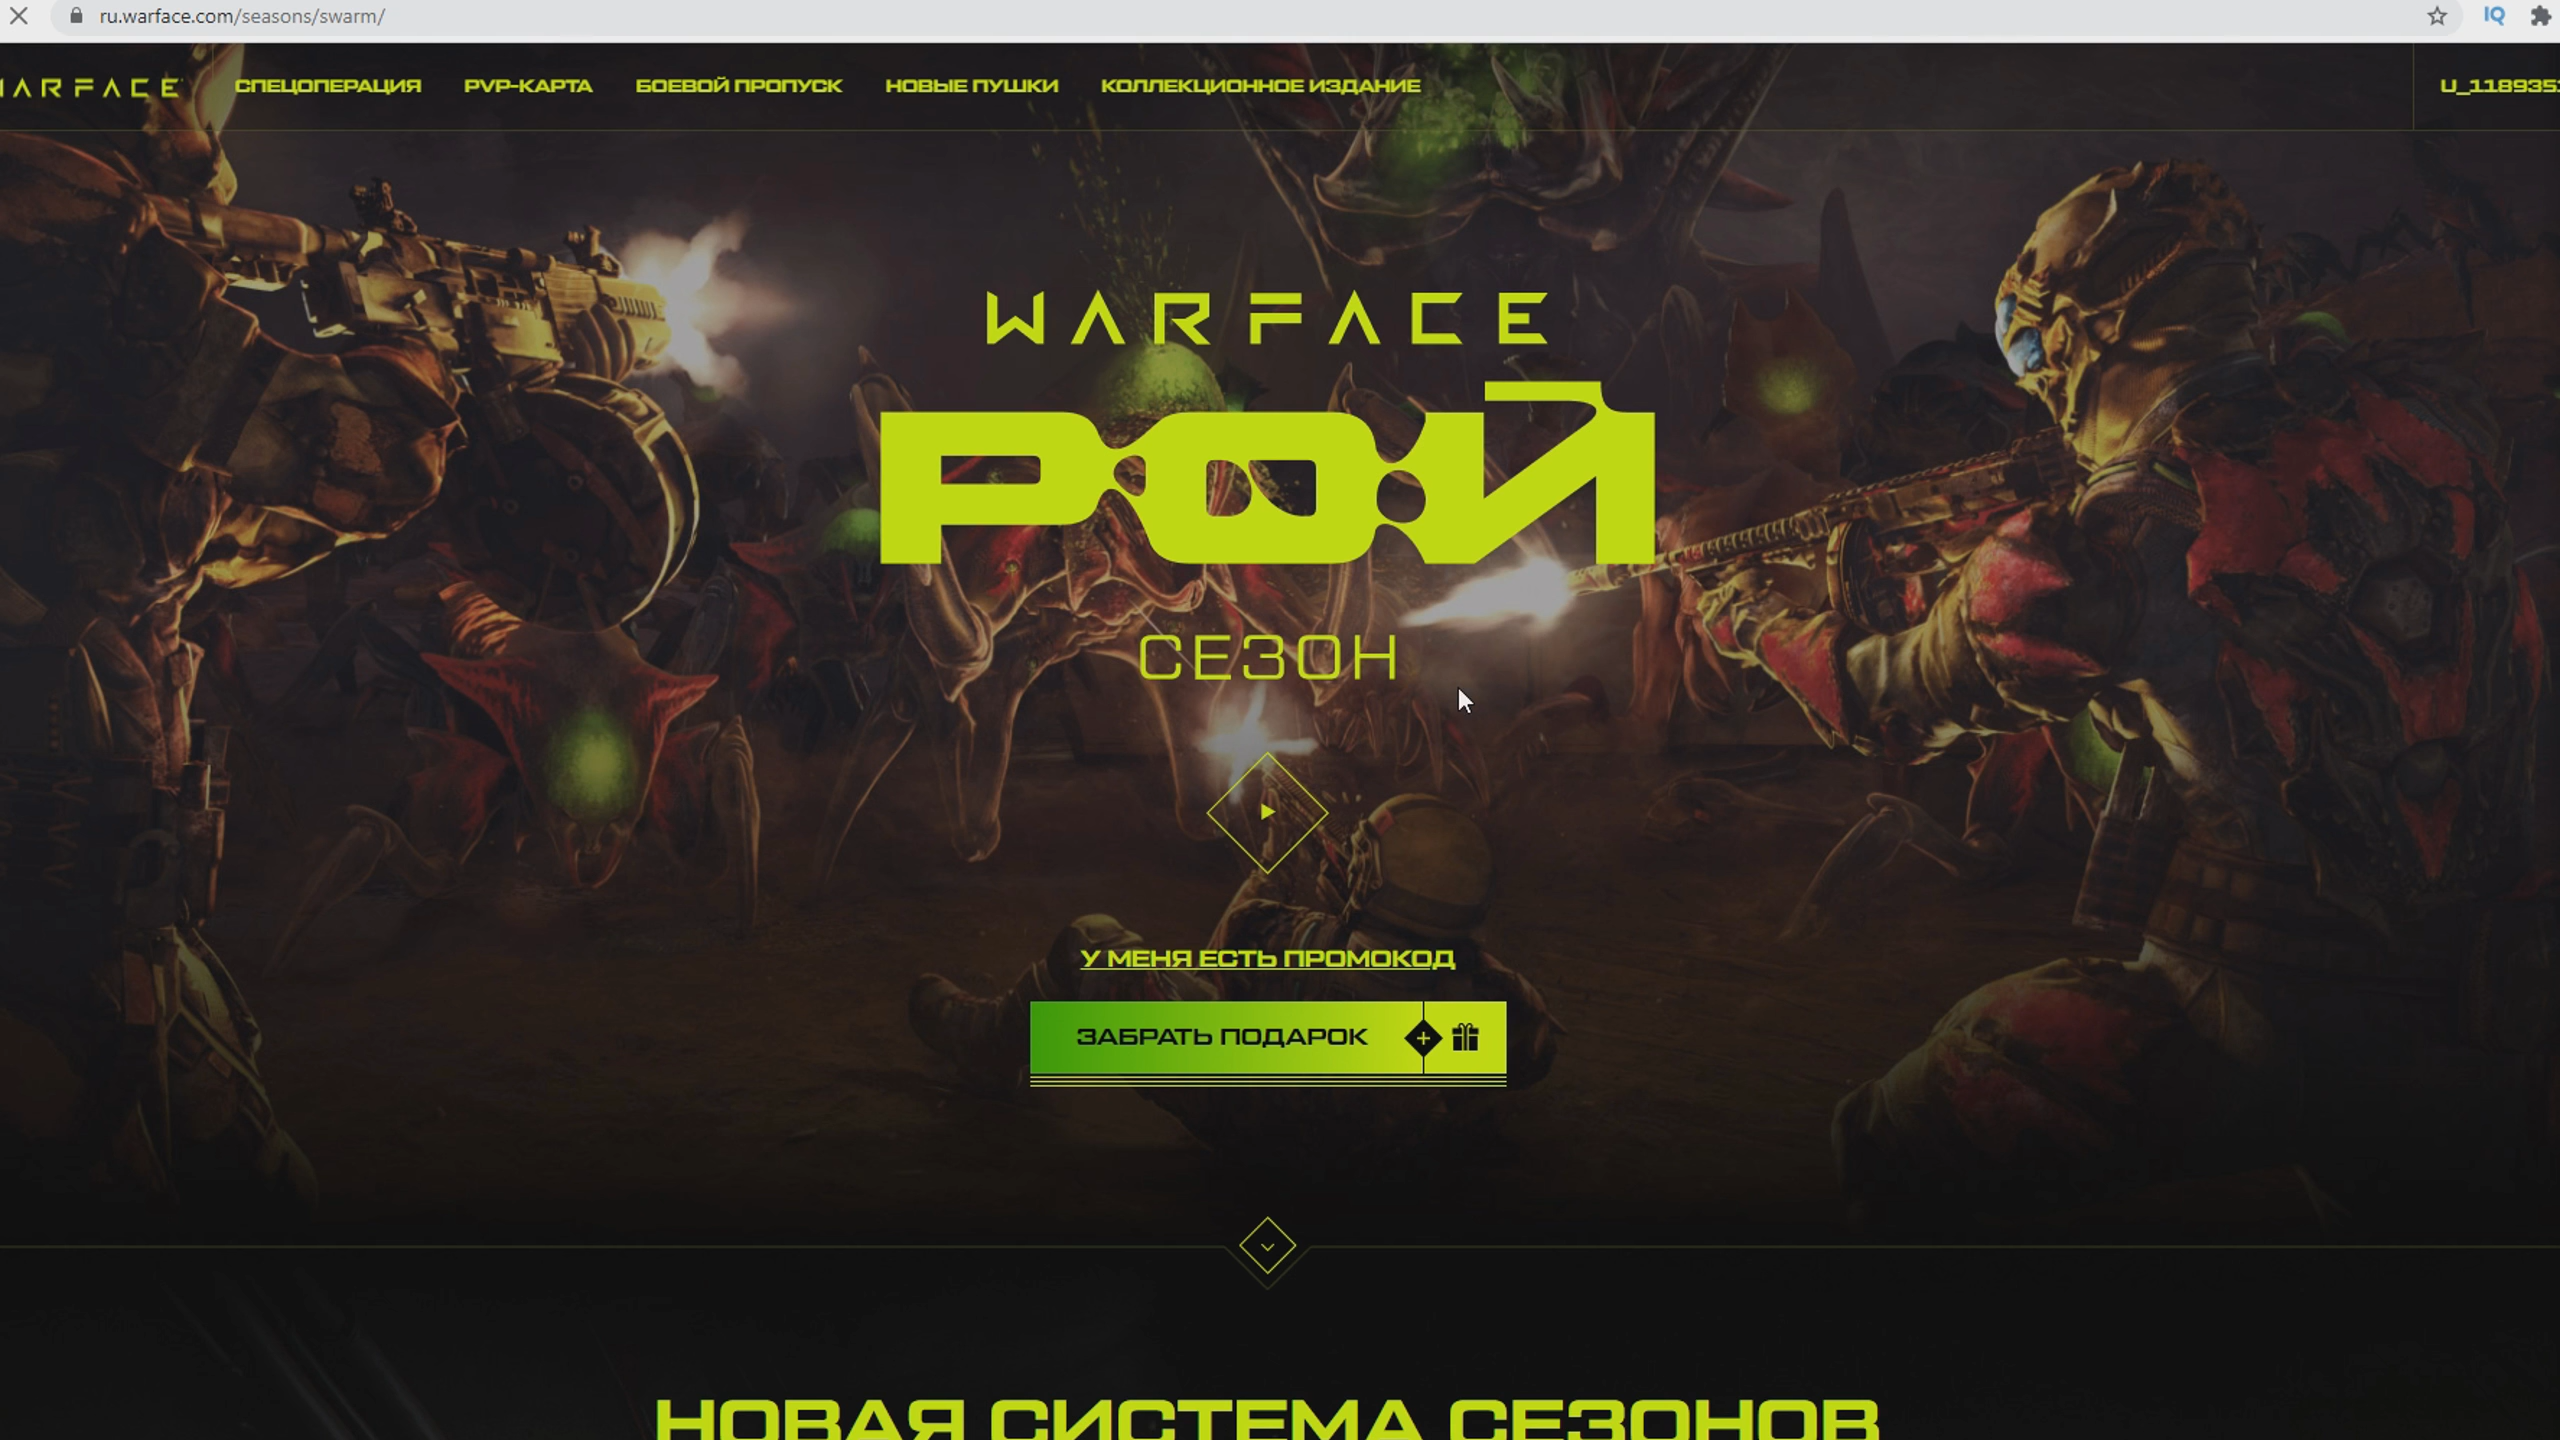 ru.warface.com/seasons/swarm/
IQ
WARFACE
СПЕЦОПЕРАЦИЯ
PVP-КАРТА
БОЕВОЙ ПРОПУСК
НОВЫЕ ПУШКИ
КОЛЛЕКЦИОННОЕ ИЗДАНИЕ
WARFACE
РОЙ
СЕЗОН
У МЕНЯ ЕСТЬ ПРОМОКОД
ЗАБРАТЬ ПОДАРОК
НОВАЯ СИСТЕМА СЕЗОНОВ